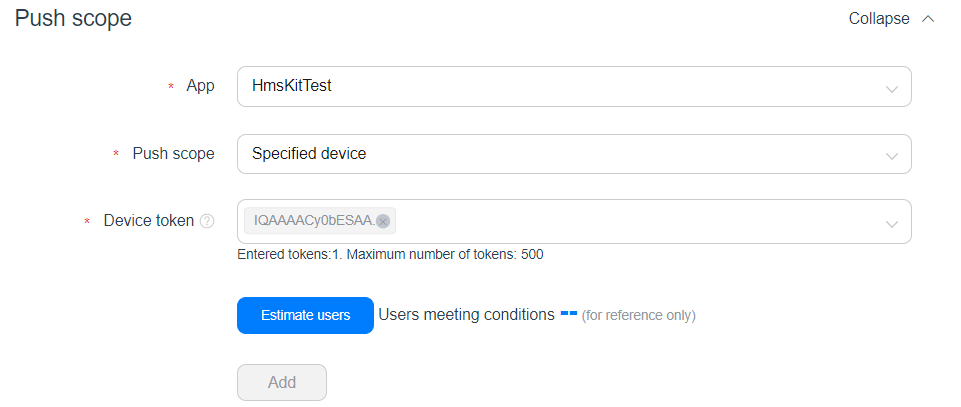 Push scope
Collapse
* App
HmsKitTest
* Push scope
Specified device
* Device token ?
IQAAAACy0bESAA.
Entered tokens:1. Maximum number of tokens: 500
Estimate users Users meeting conditions -- (for reference only)
Add